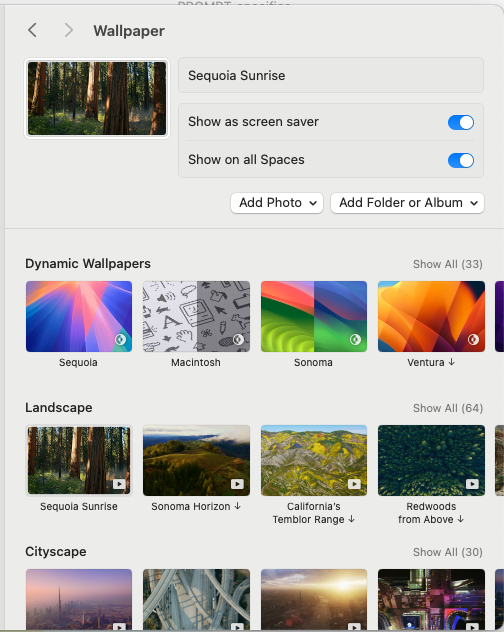 Wallpaper
Sequoia Sunrise
Show as screen saver
Show on all Spaces
Add Photo
Add Folder or Album
Dynamic Wallpapers
Show All (33)
Sequoia
Macintosh
Sonoma
Ventura ↓
Landscape
Show All (64)
Sequoia Sunrise
Sonoma Horizon ↓
California's
Temblor Range ↓
Redwoods
from Above ↓
Cityscape
Show All (30)